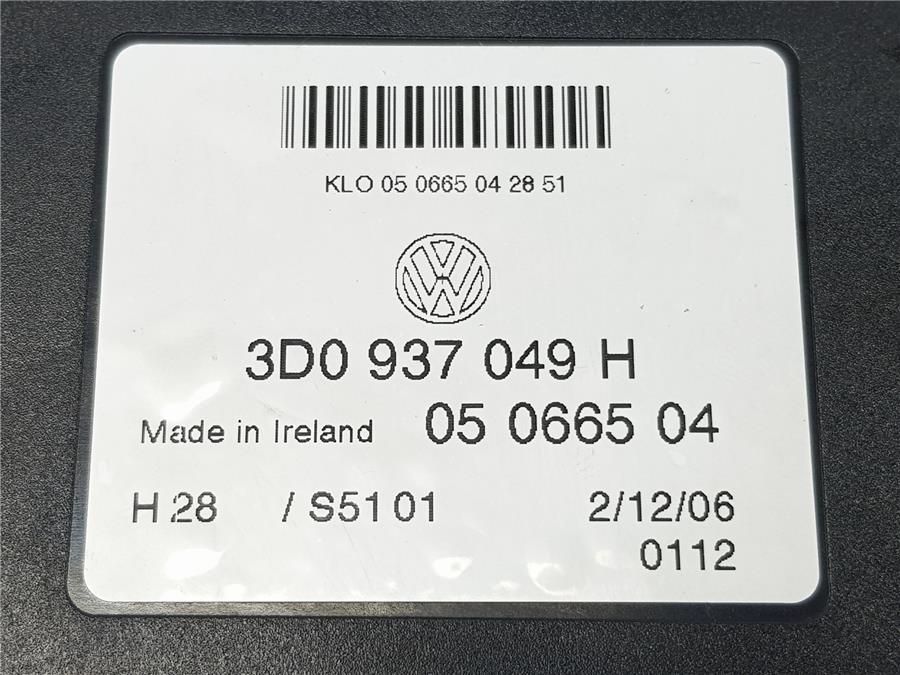 KLO 05 0665 04 28 51
3D0 937 049 H
Made in Ireland 05 0665 04
H 28 / S51 01 2/12/06
0112